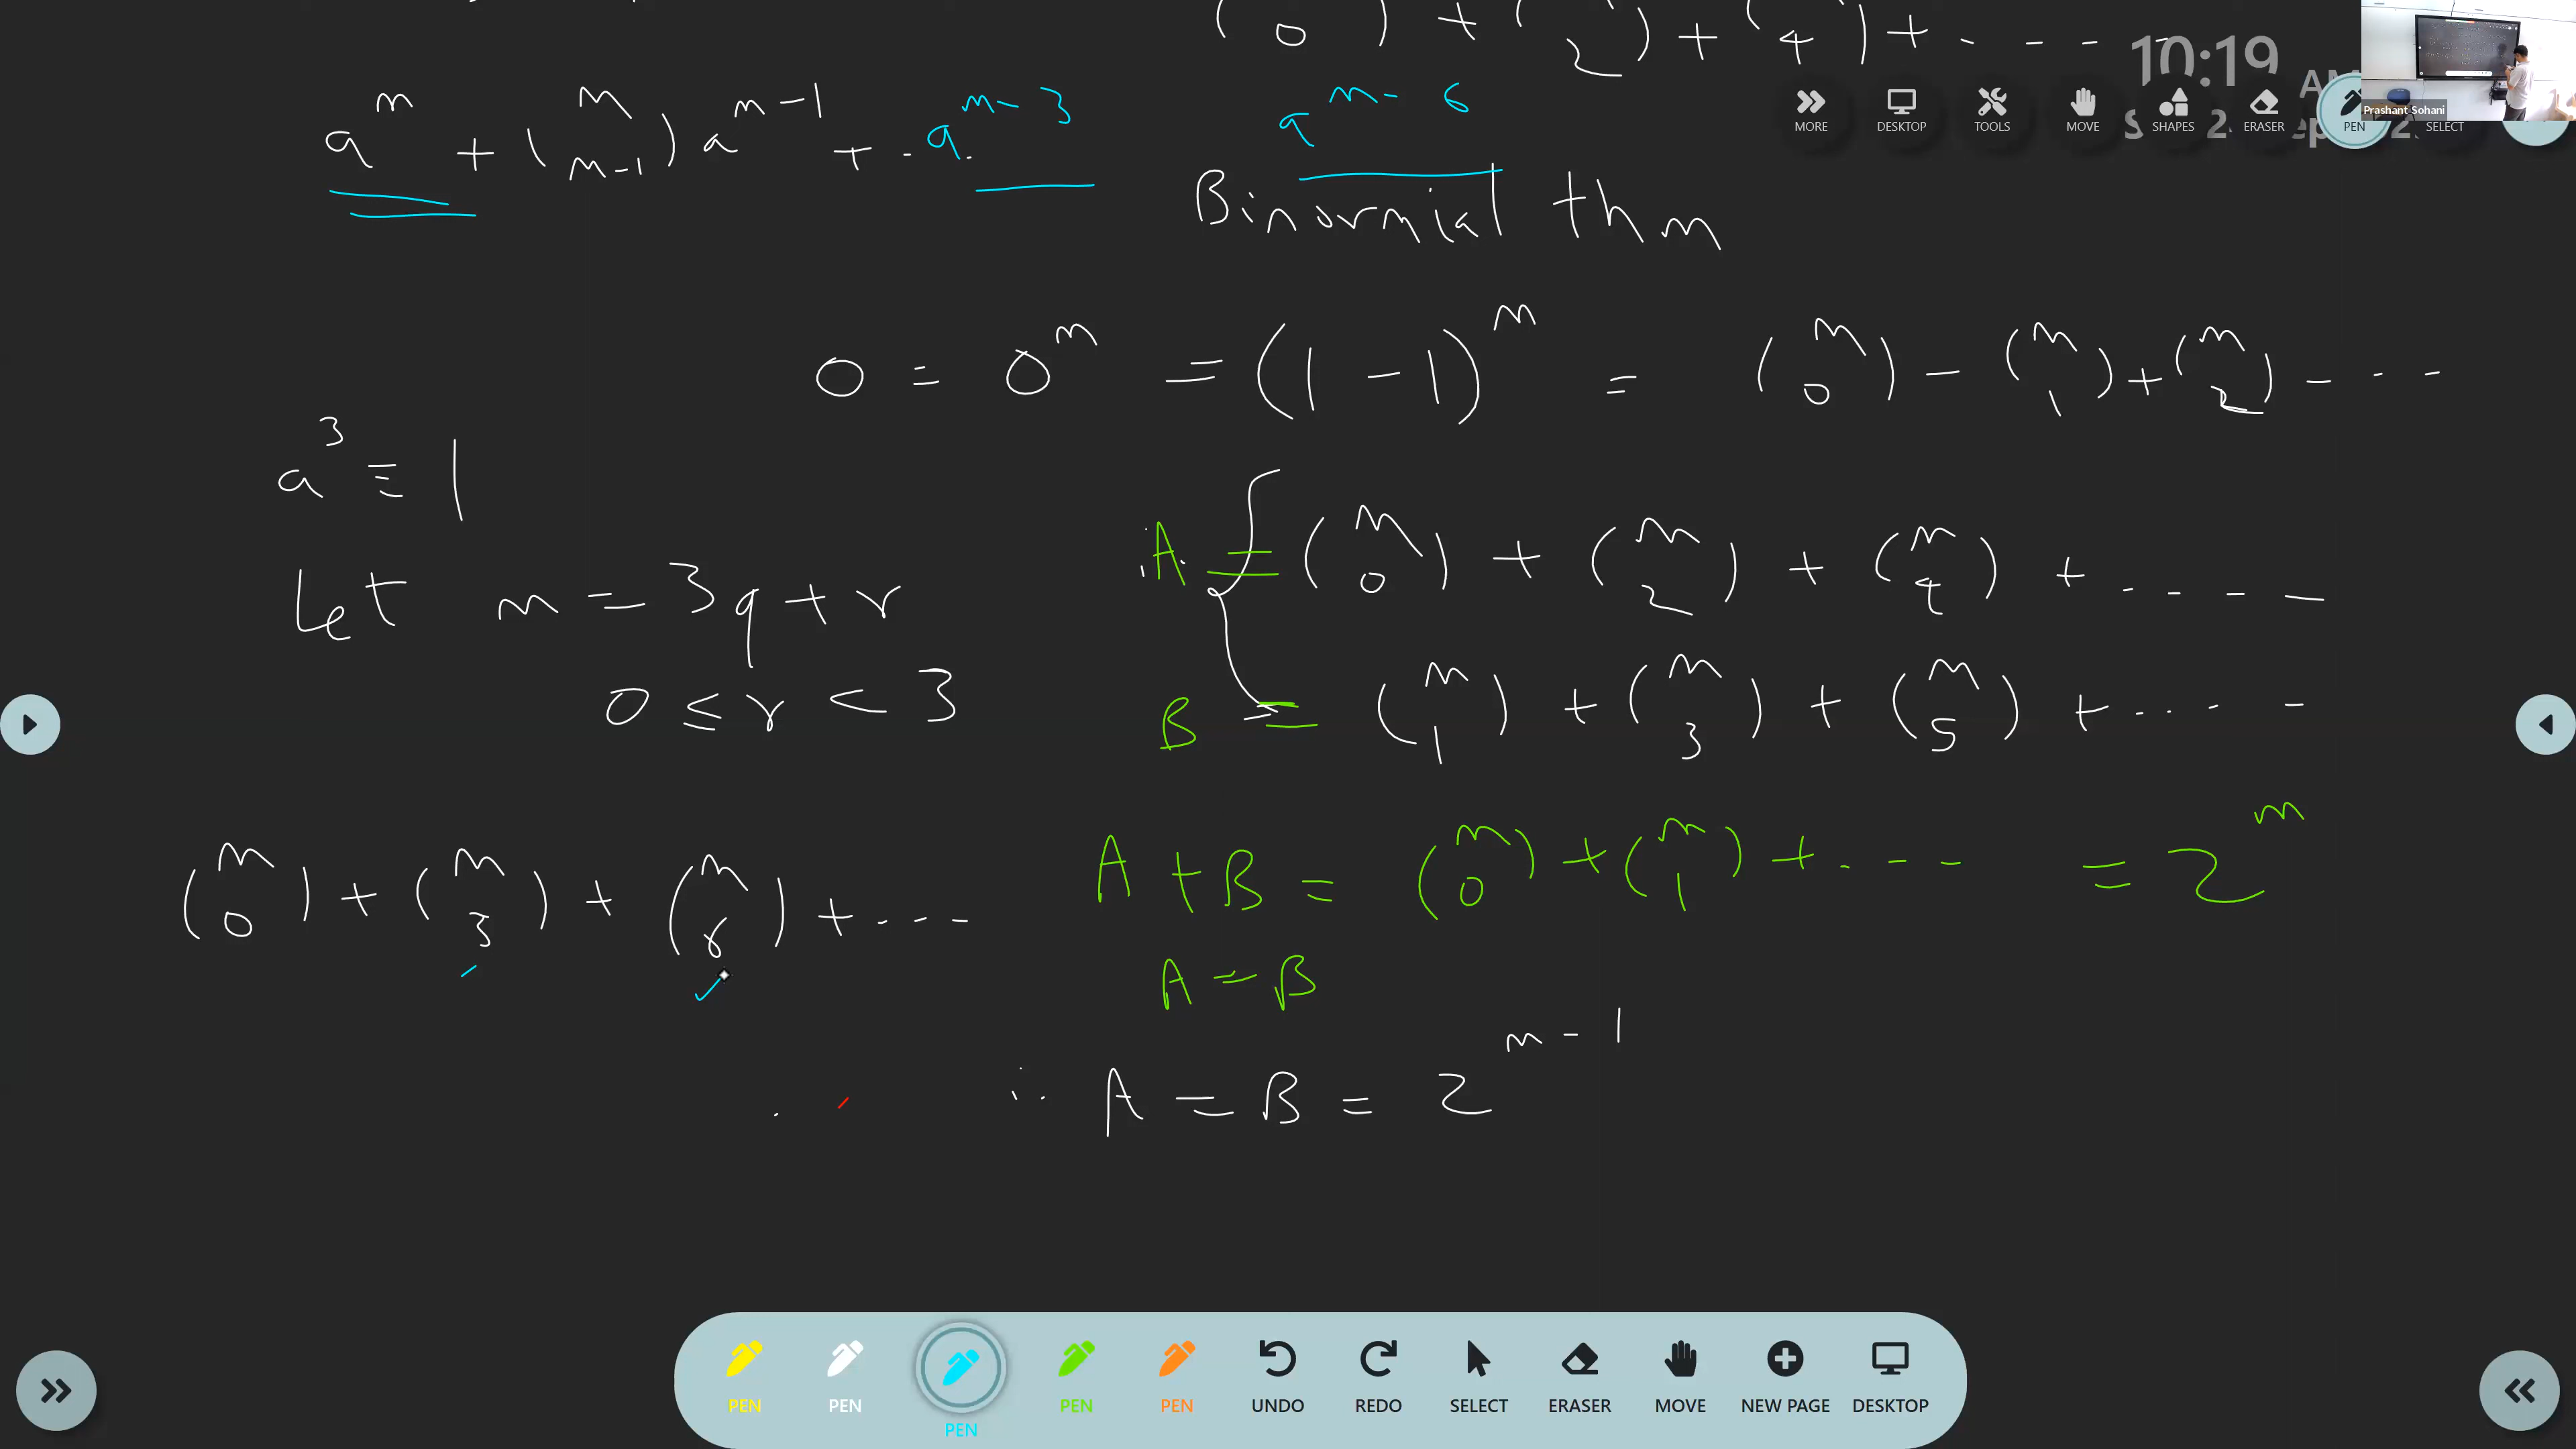 (0) + (2) + (4) + - - - -
10:19
MORE DESKTOP TOOLS MOVE SHAPES ERASER PEN SELECT
Prashant Sohani
a^m + (m m-1) a^{m-1} + - a^{m-3} a^{m-6}
Binomial thm
0 = 0^m = (1 - 1)^m = (m 0) - (m 1) + (m 2) - - - -
a^3 ≡ 1
Let m = 3q + r
0 ≤ r < 3
A = (m 0) + (m 2) + (m 4) + - - - -
B = (m 1) + (m 3) + (m 5) + - - - -
(m 0) + (m 3) + (m 6) + - - -
A + B = (m 0) + (m 1) + - - - = 2^m
A = B
∴ A = B = 2^{m-1}
PEN PEN PEN PEN PEN UNDO REDO SELECT ERASER MOVE NEW PAGE DESKTOP